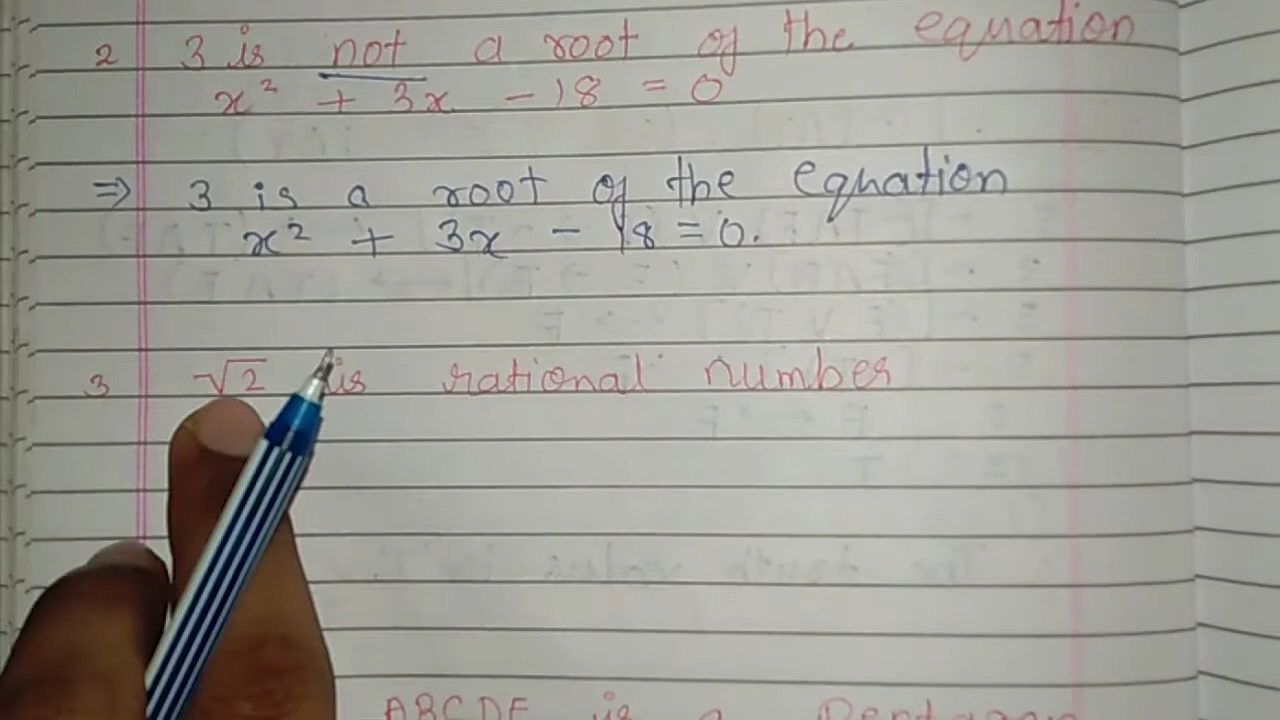 2 3 is not a root of the equation
x² + 3x - 18 = 0
⇒ 3 is a root of the equation
x² + 3x - 18 = 0.
3 √2 is rational number
ABCDE is a Pentagon